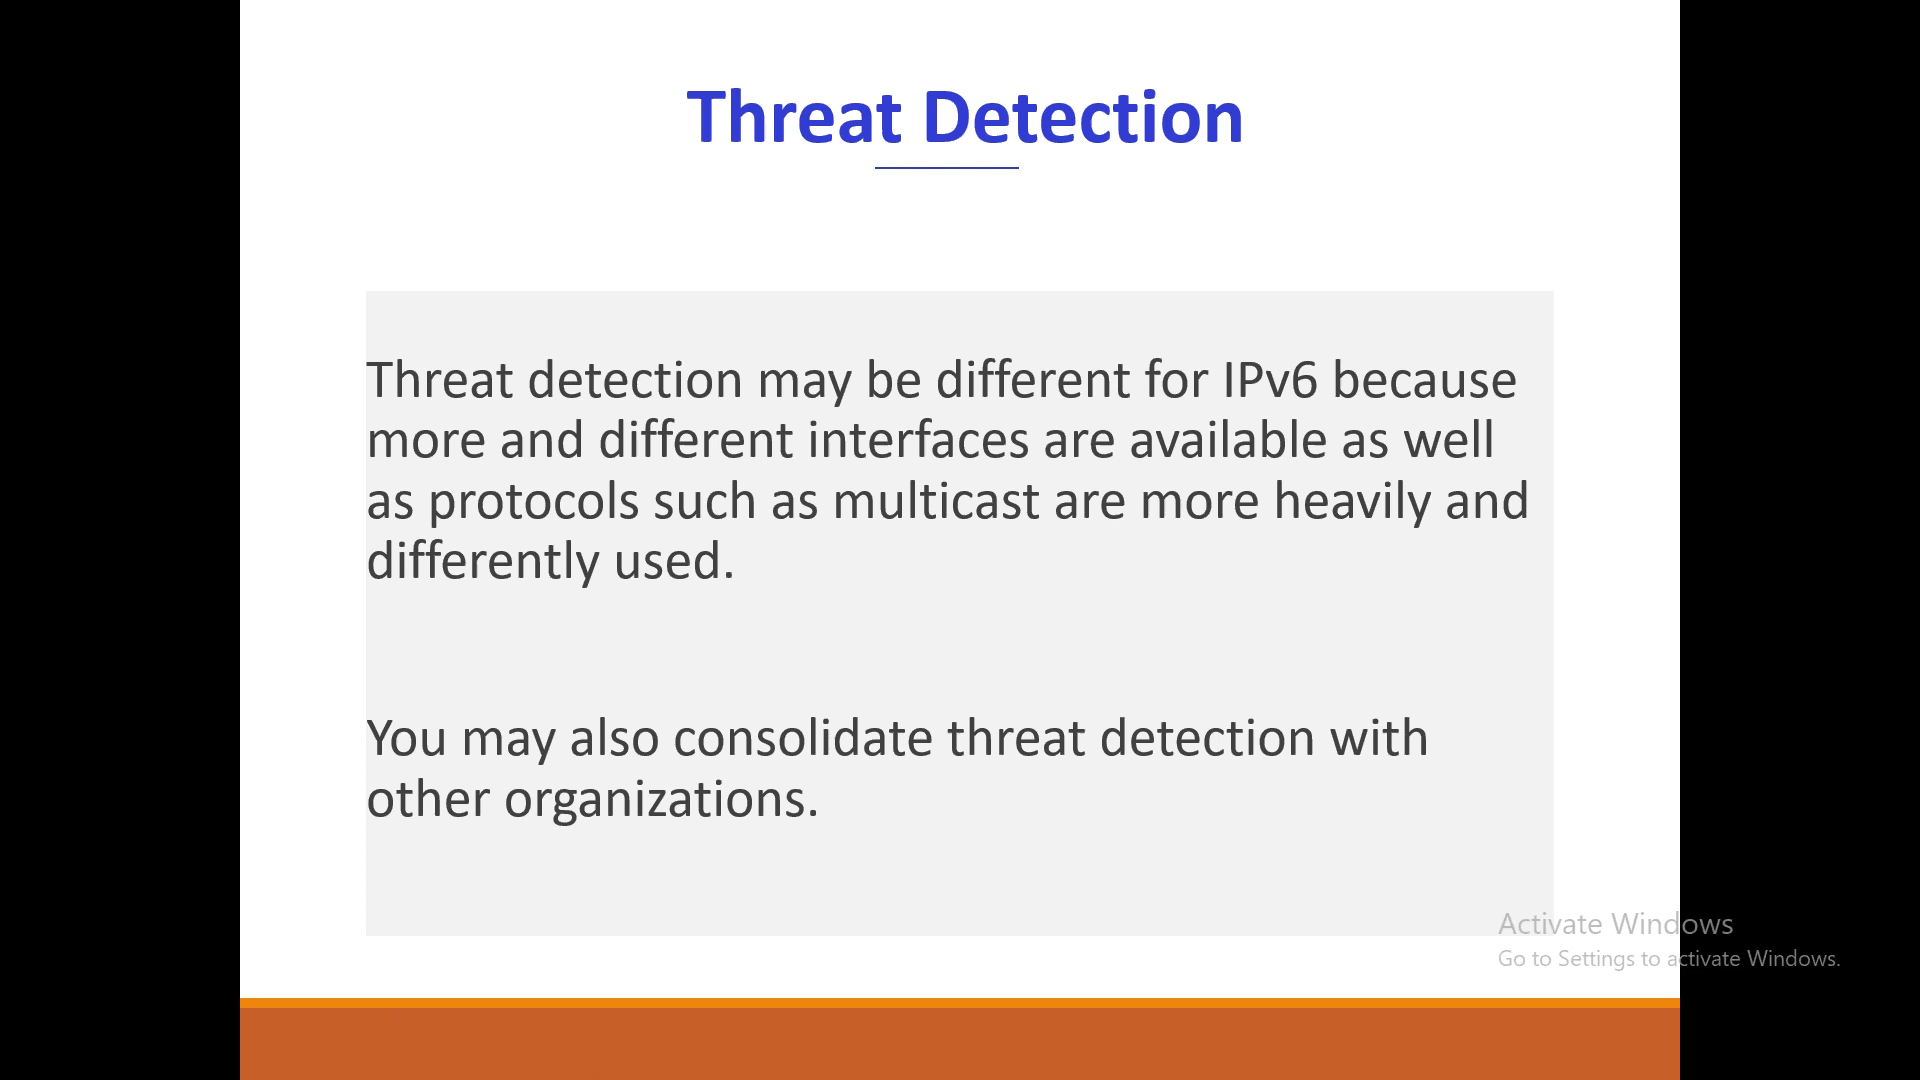 Threat Detection
Threat detection may be different for IPv6 because
more and different interfaces are available as well
as protocols such as multicast are more heavily and
differently used.
You may also consolidate threat detection with
other organizations.
Activate Windows
Go to Settings to activate Windows.